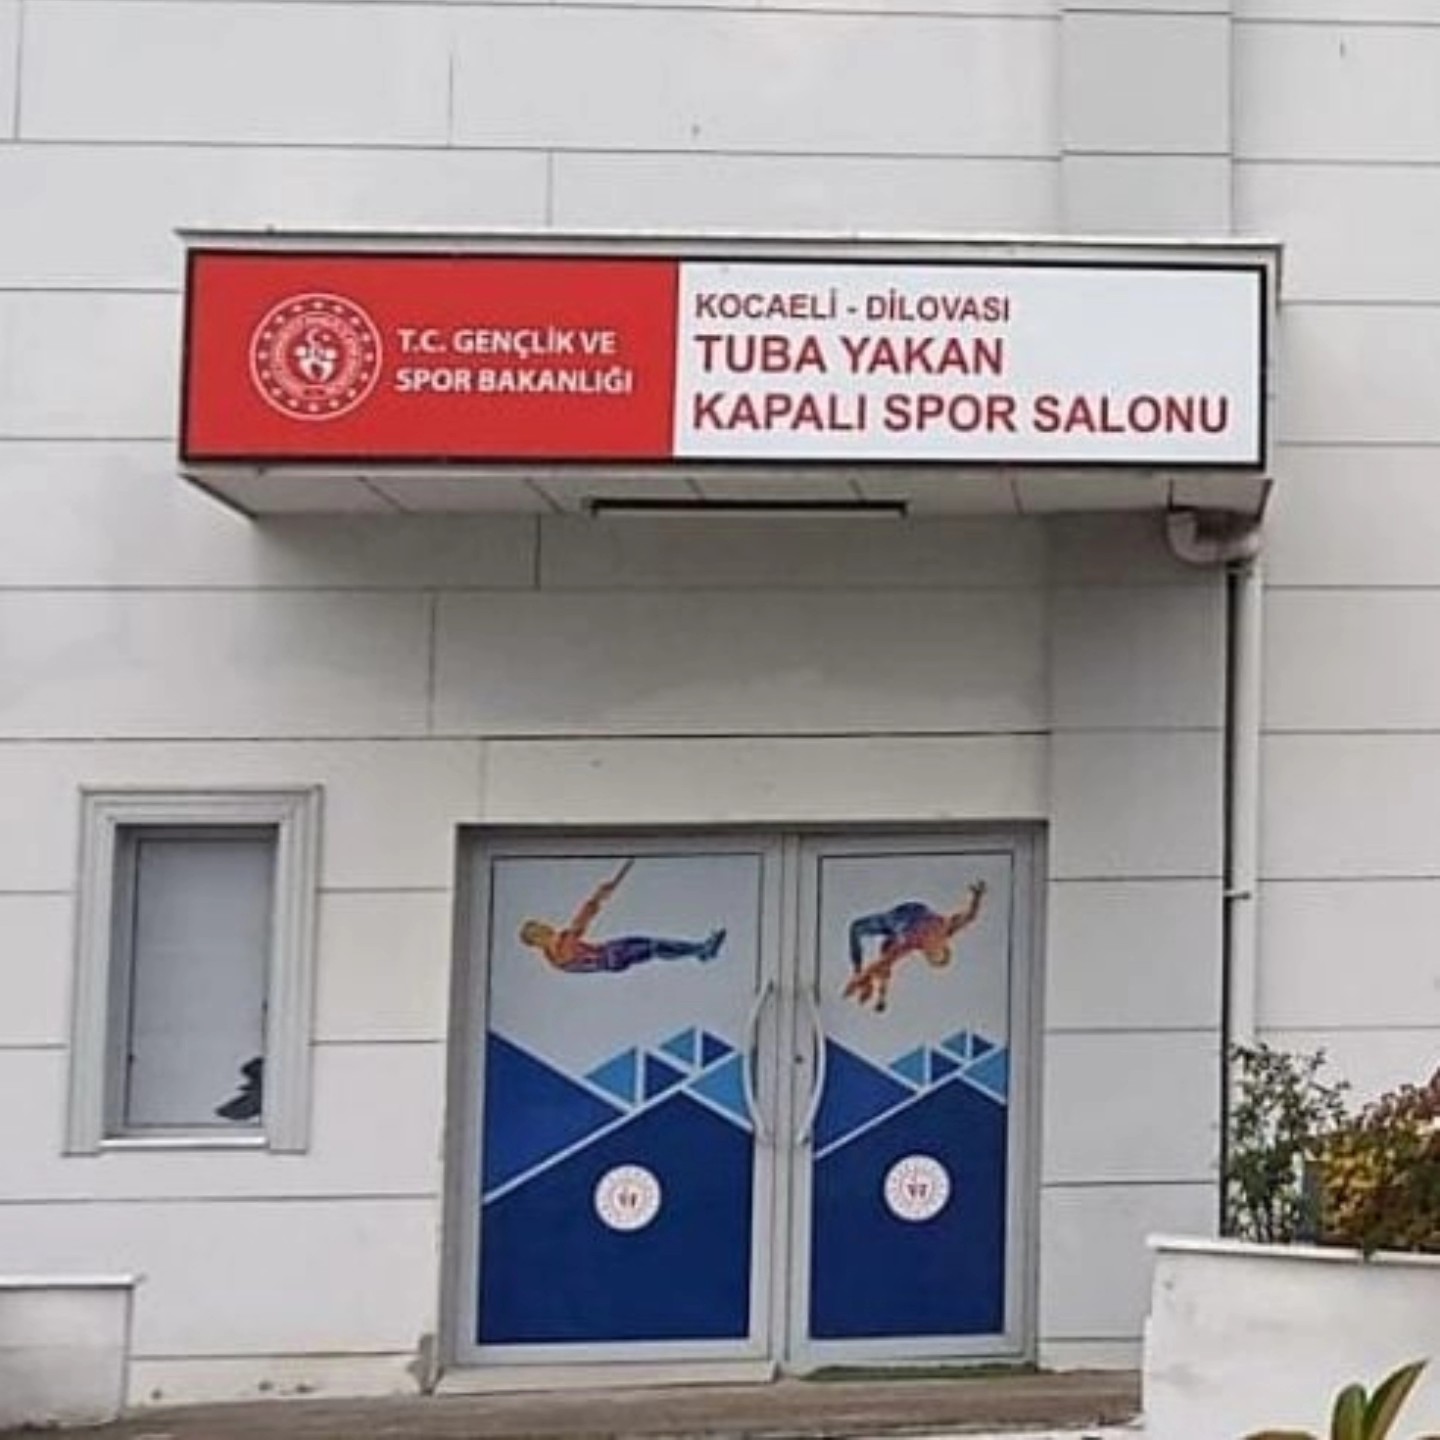 T.C. GENÇLİK VE
SPOR BAKANLIĞI
KOCAELİ - DİLOVASI
TUBA YAKAN
KAPALI SPOR SALONU